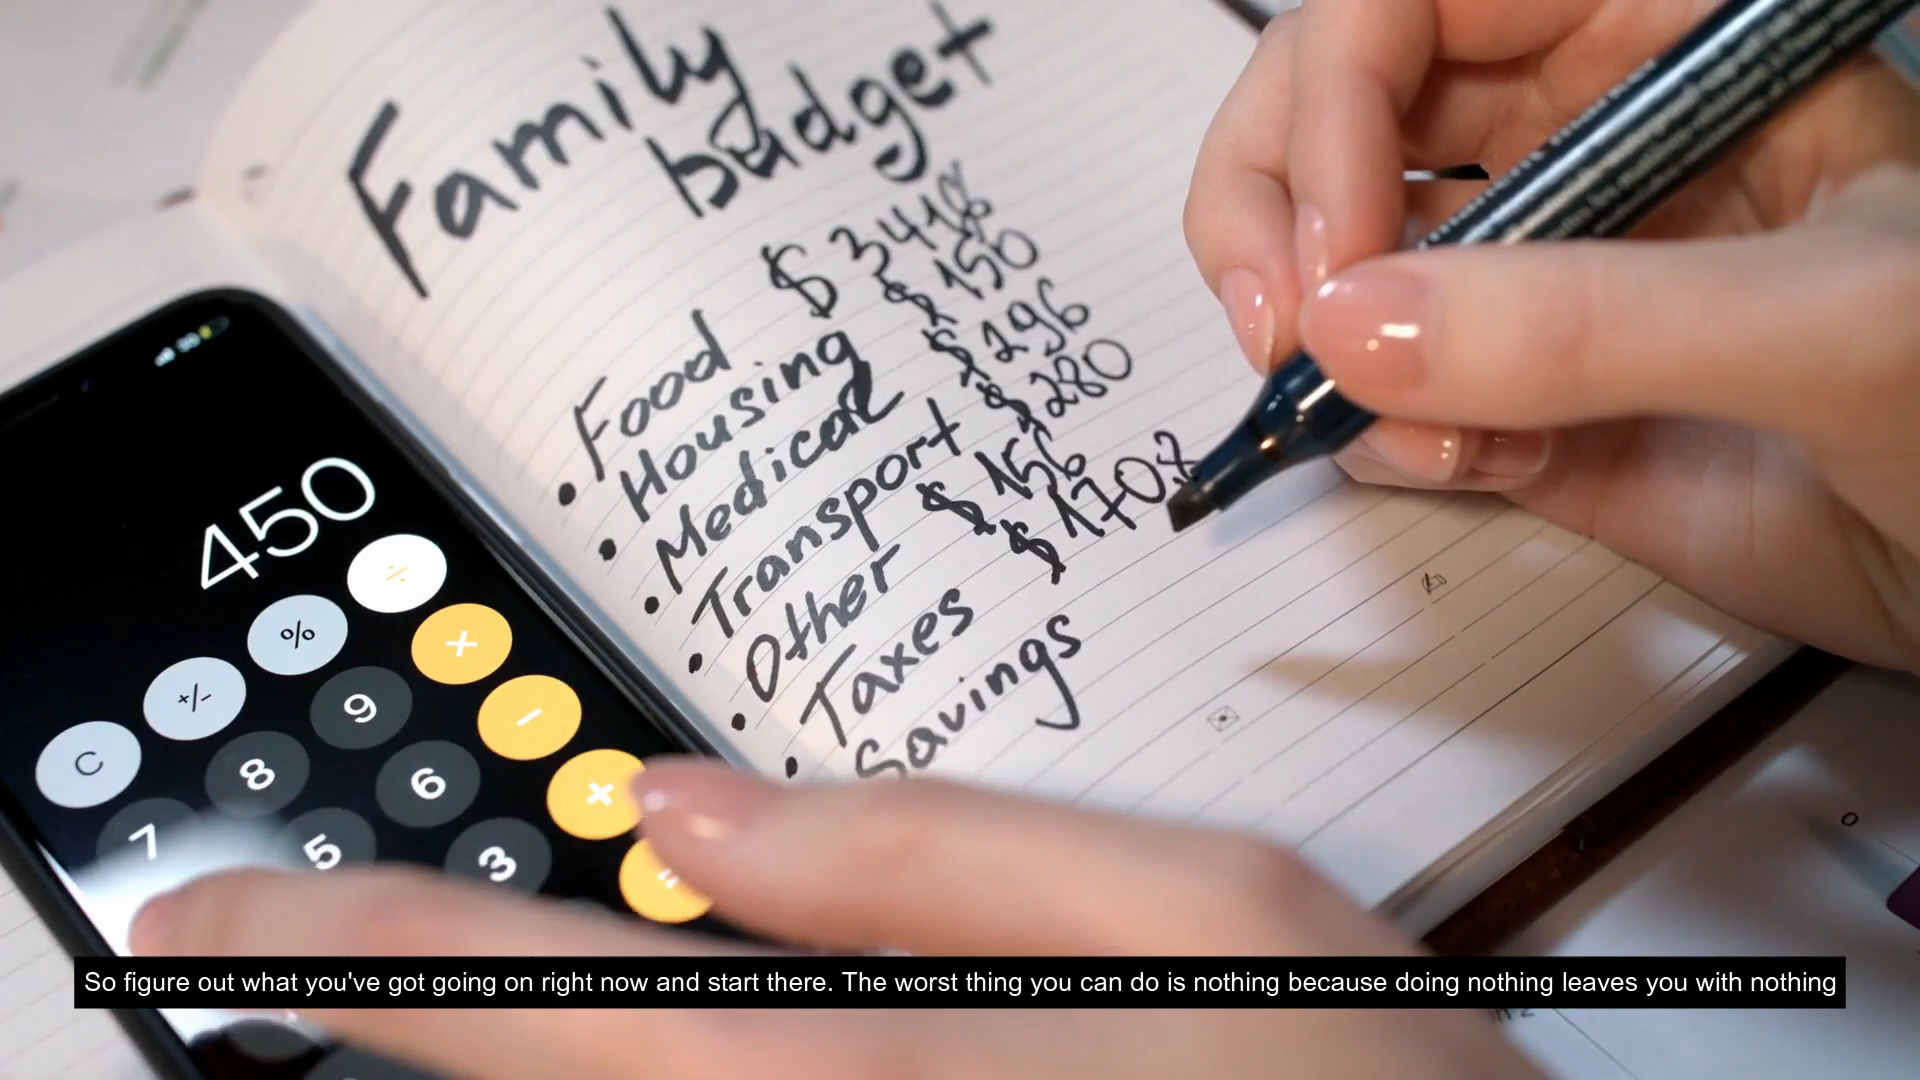 Family
budget
Food $ 3418
• Housing $ 150
• Medical $ 296
• Transport $ 280
• Other $ 156
• Taxes $ 1708
• Savings
450
÷
% ×
+/- 9 −
C 8 6 +
7 5 3 =
So figure out what you've got going on right now and start there. The worst thing you can do is nothing because doing nothing leaves you with nothing